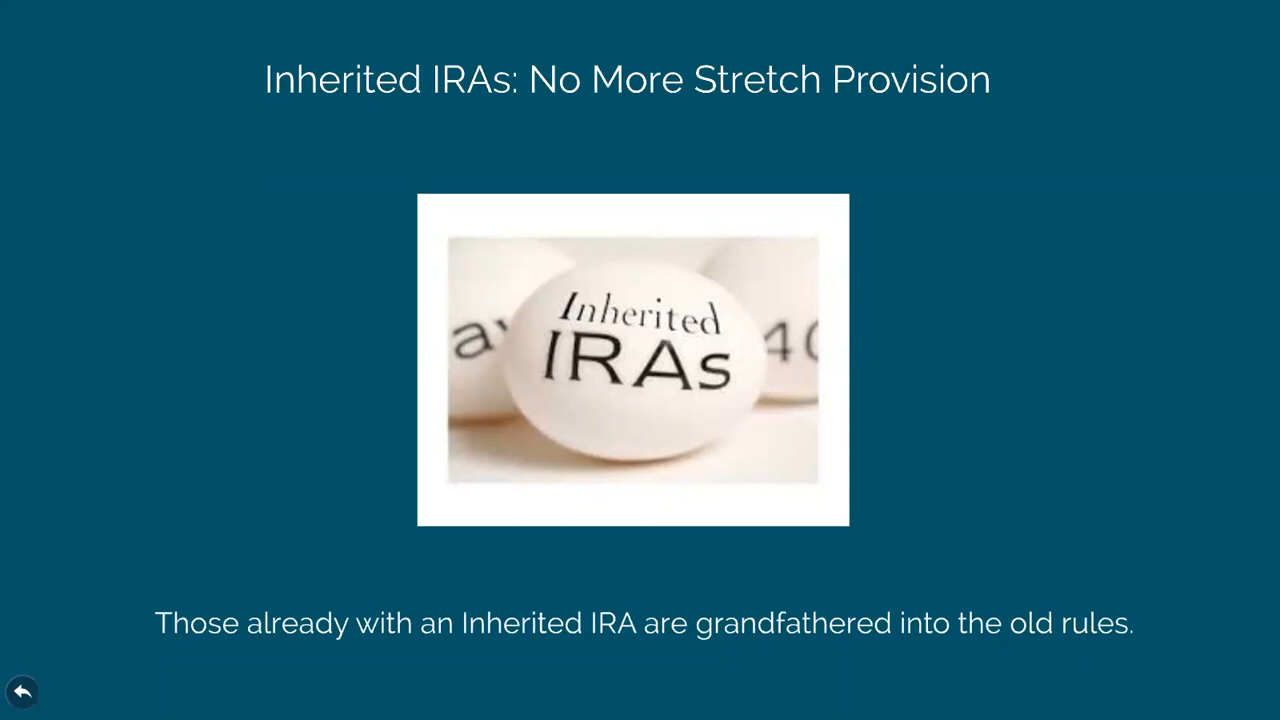 Inherited IRAs: No More Stretch Provision
Inherited
IRAs
40
Those already with an Inherited IRA are grandfathered into the old rules.